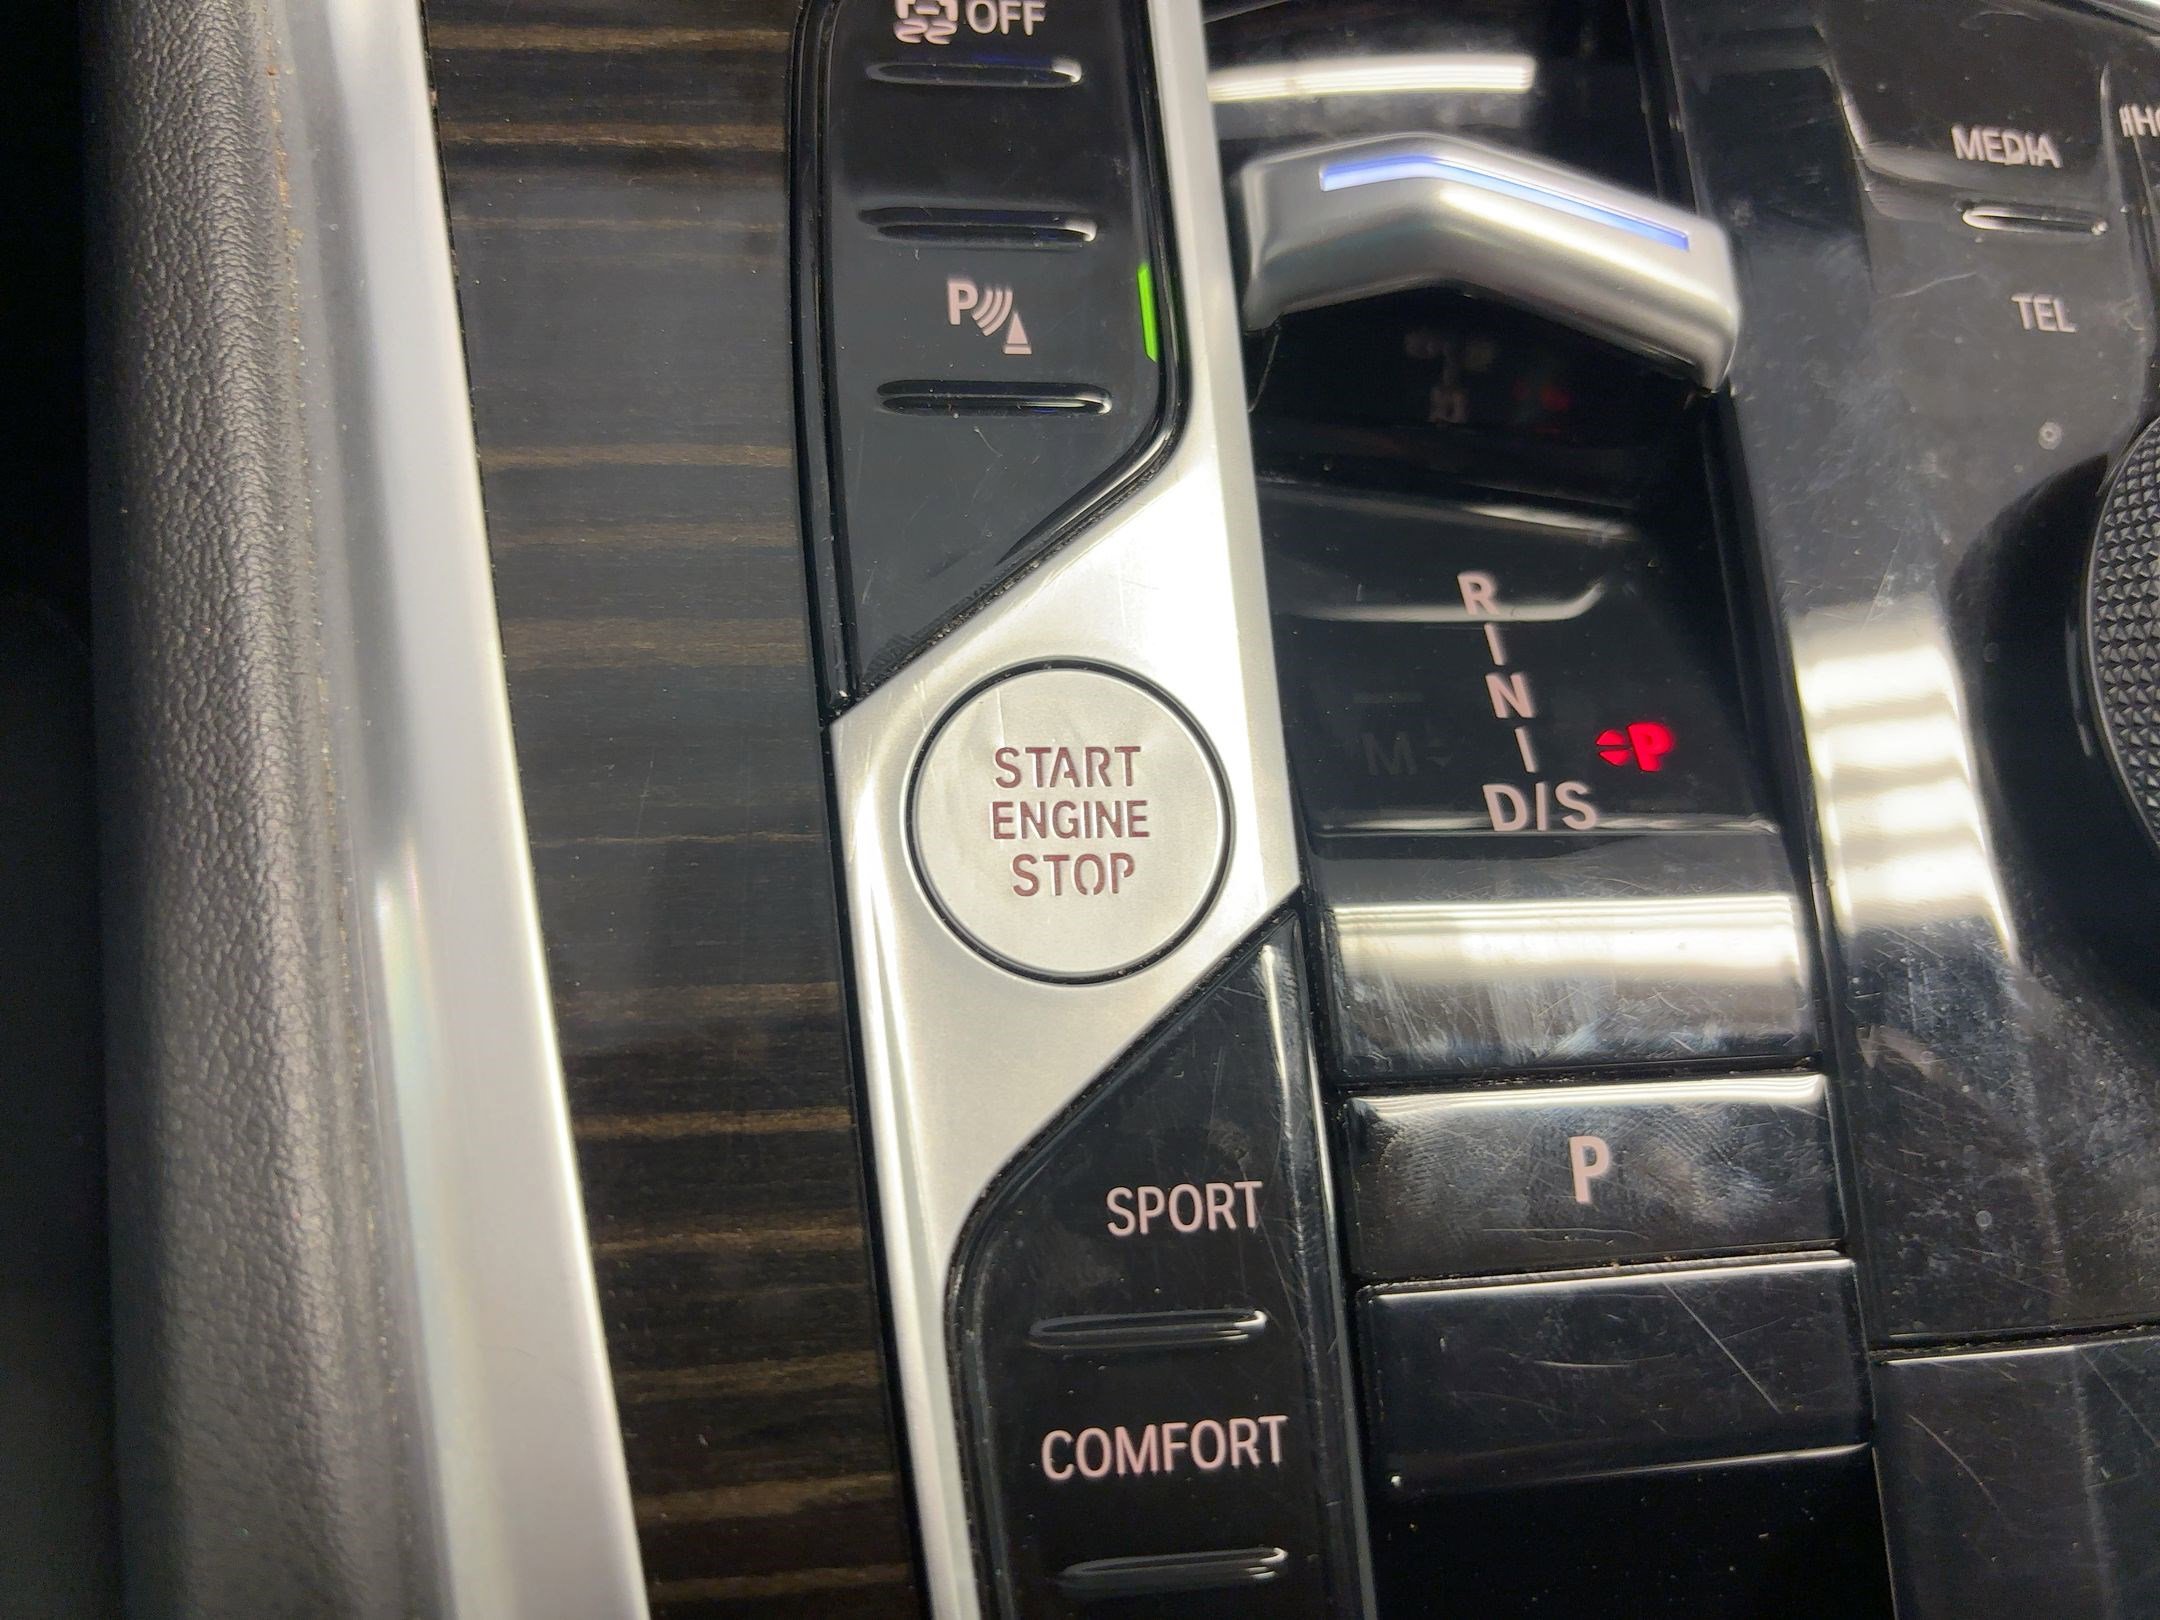 OFF
MEDIA
TEL
P
R
N
M
P
D/S
START
ENGINE
STOP
P
SPORT
COMFORT